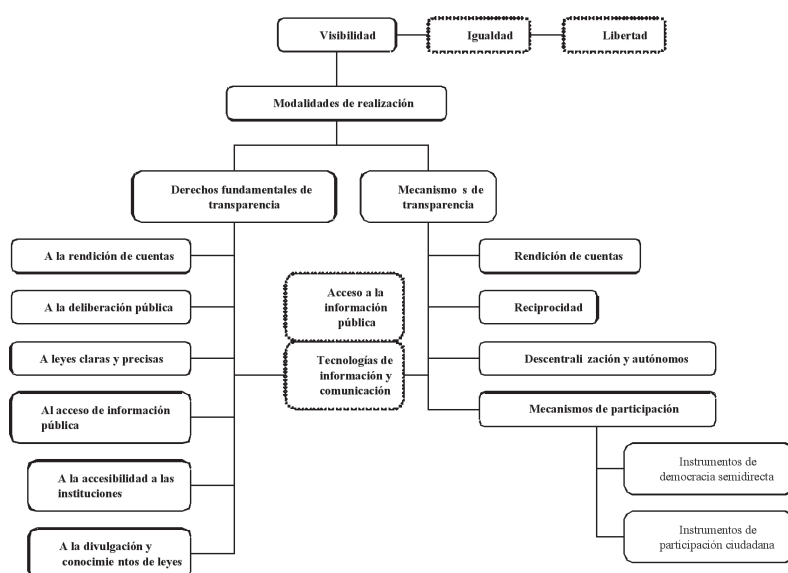 Visibilidad
Igualdad
Libertad
Modalidades de realización
Derechos fundamentales de
transparencia
Mecanismo s de
transparencia
A la rendición de cuentas
A la deliberación pública
A leyes claras y precisas
Al acceso de información
pública
A la accesibilidad a las
instituciones
A la divulgación y
conocimie ntos de leyes
Acceso a la
información
pública
Tecnologías de
información y
comunicación
Rendición de cuentas
Reciprocidad
Descentrali zación y autónomos
Mecanismos de participación
Instrumentos de
democracia semidirecta
Instrumentos de
participación ciudadana